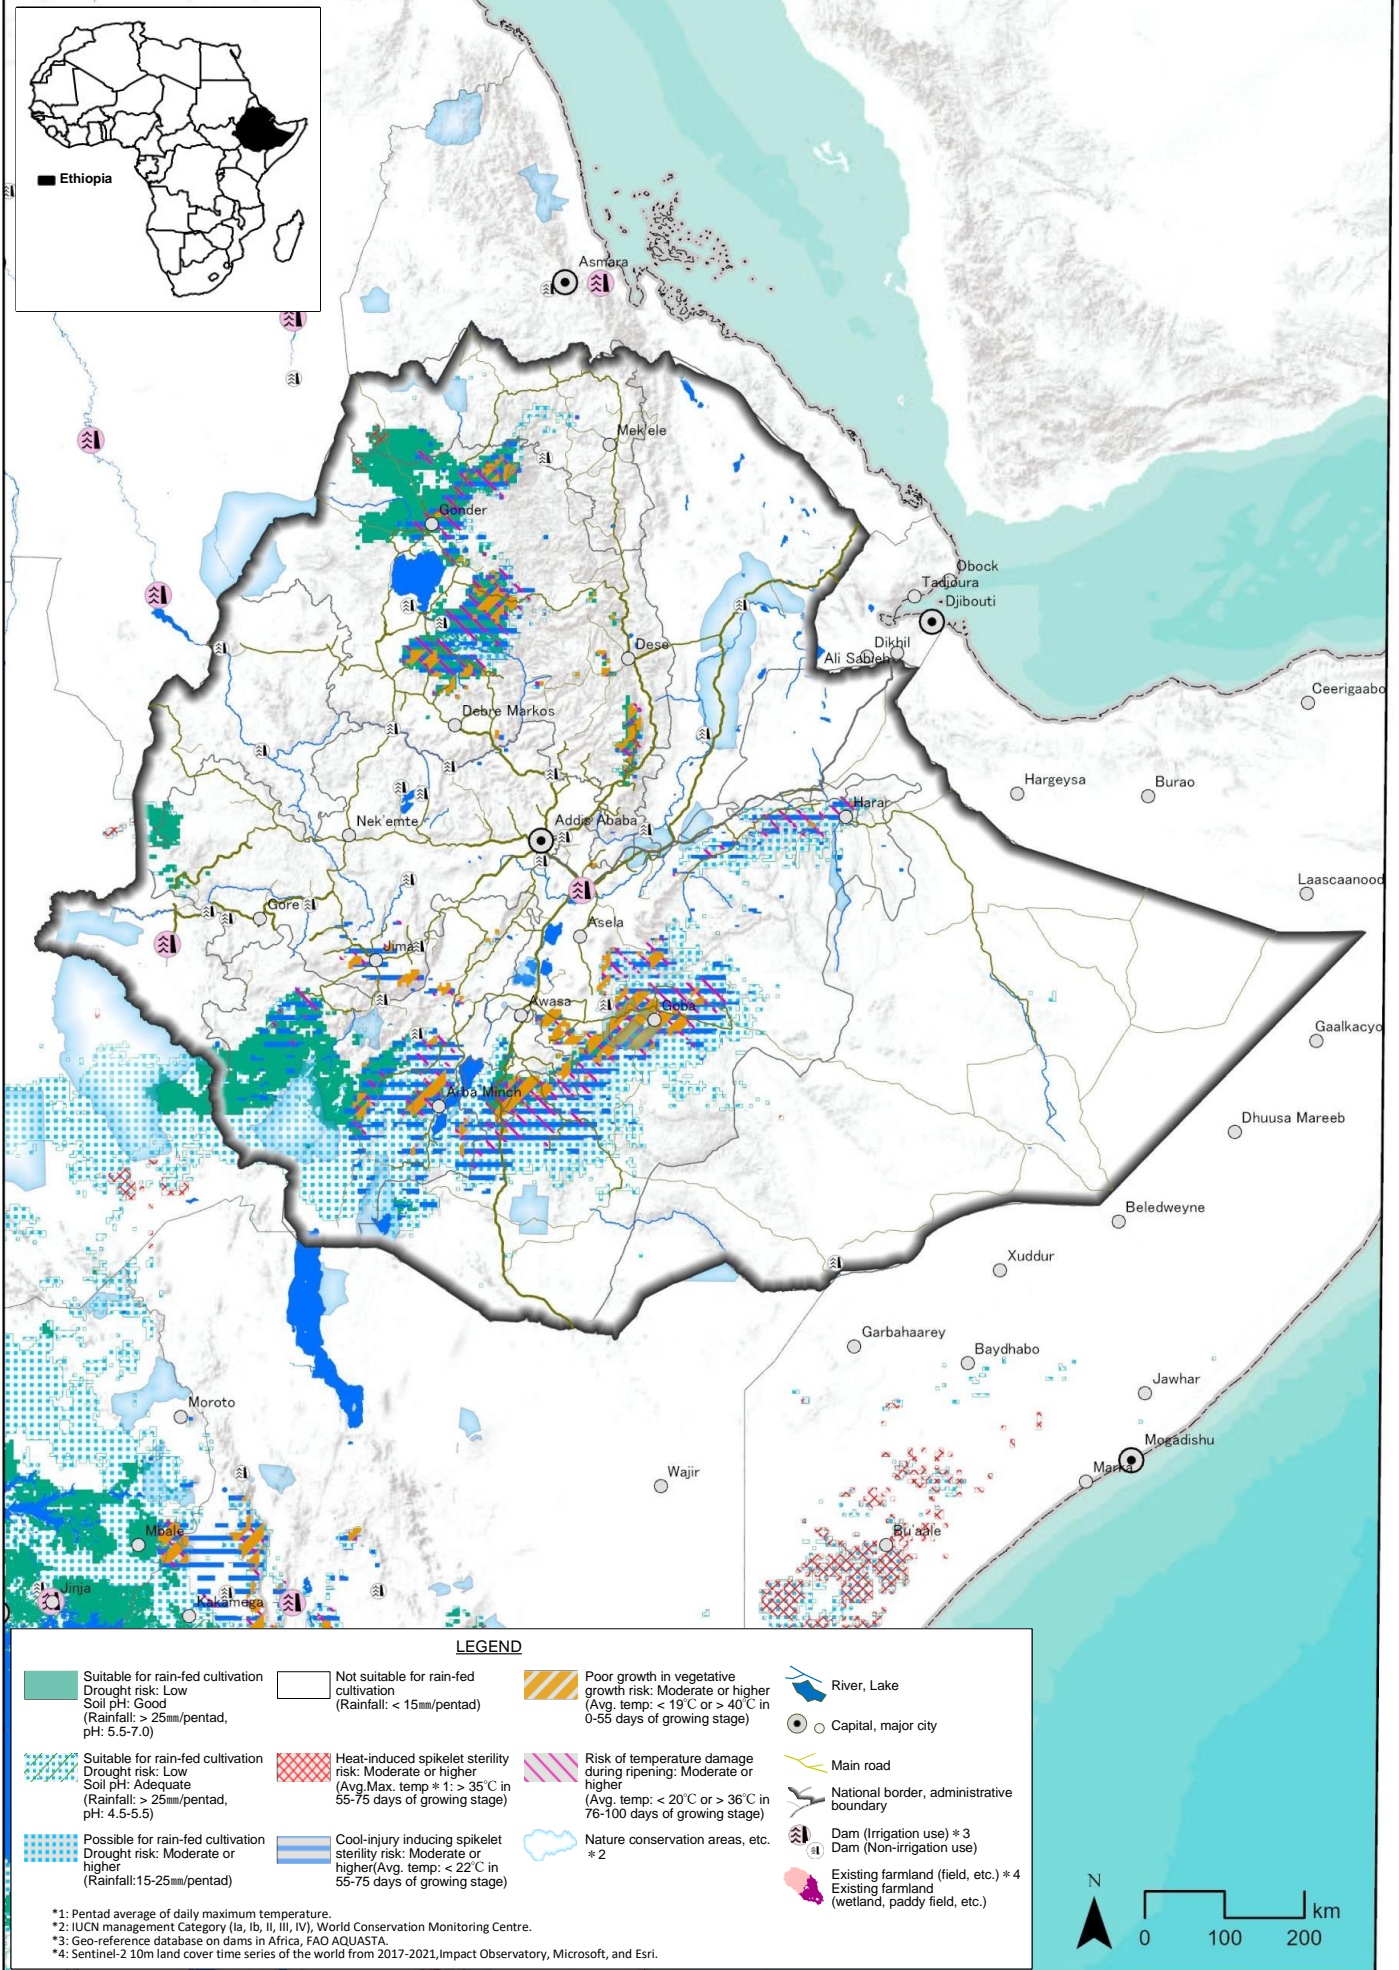 Ethiopia
Asmara
Mek'ele
Gonder
Obock
Tadjoura
Djibouti
Dese
Dikhil
Ali Sabieh
Ceerigaabo
Debre Markos
Hargeysa
Burao
Harar
Nek'emte
Addis Ababa
Laascaanood
Gore
Asela
Jima
Awasa
Goba
Gaalkacyo
Arba Minch
Dhuusa Mareeb
Beledweyne
Xuddur
Garbahaarey
Baydhabo
Jawhar
Moroto
Mogadishu
Marka
Wajir
Mbale
Bu'aale
Jinja
Kakamega
LEGEND
Suitable for rain-fed cultivation
Drought risk: Low
Soil pH: Good
(Rainfall: > 25㎜/pentad,
pH: 5.5-7.0)
Suitable for rain-fed cultivation
Drought risk: Low
Soil pH: Adequate
(Rainfall: > 25㎜/pentad,
pH: 4.5-5.5)
Possible for rain-fed cultivation
Drought risk: Moderate or
higher
(Rainfall:15-25㎜/pentad)
Not suitable for rain-fed
cultivation
(Rainfall: < 15㎜/pentad)
Heat-induced spikelet sterility
risk: Moderate or higher
(Avg.Max. temp＊1: > 35℃ in
55-75 days of growing stage)
Cool-injury inducing spikelet
sterility risk: Moderate or
higher(Avg. temp: < 22℃ in
55-75 days of growing stage)
Poor growth in vegetative
growth risk: Moderate or higher
(Avg. temp: < 19℃ or > 40℃ in
0-55 days of growing stage)
Risk of temperature damage
during ripening: Moderate or
higher
(Avg. temp: < 20℃ or > 36℃ in
76-100 days of growing stage)
Nature conservation areas, etc.
＊2
River, Lake
Capital, major city
Main road
National border, administrative
boundary
Dam (Irrigation use)＊3
Dam (Non-irrigation use)
Existing farmland (field, etc.)＊4
Existing farmland
(wetland, paddy field, etc.)
*1: Pentad average of daily maximum temperature.
*2: IUCN management Category (Ia, Ib, II, III, IV), World Conservation Monitoring Centre.
*3: Geo-reference database on dams in Africa, FAO AQUASTA.
*4: Sentinel-2 10m land cover time series of the world from 2017-2021,Impact Observatory, Microsoft, and Esri.
N
km
0 100 200